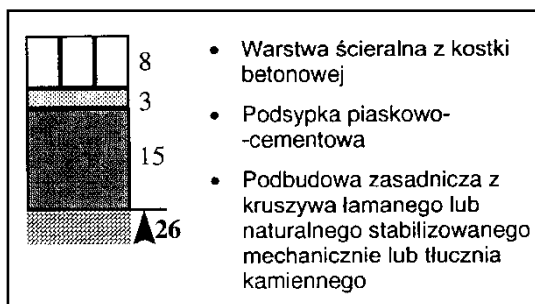 8
3
15
26
• Warstwa ścieralna z kostki
betonowej
• Podsypka piaskowo-
-cementowa
• Podbudowa zasadnicza z
kruszywa łamanego lub
naturalnego stabilizowanego
mechanicznie lub tłucznia
kamiennego